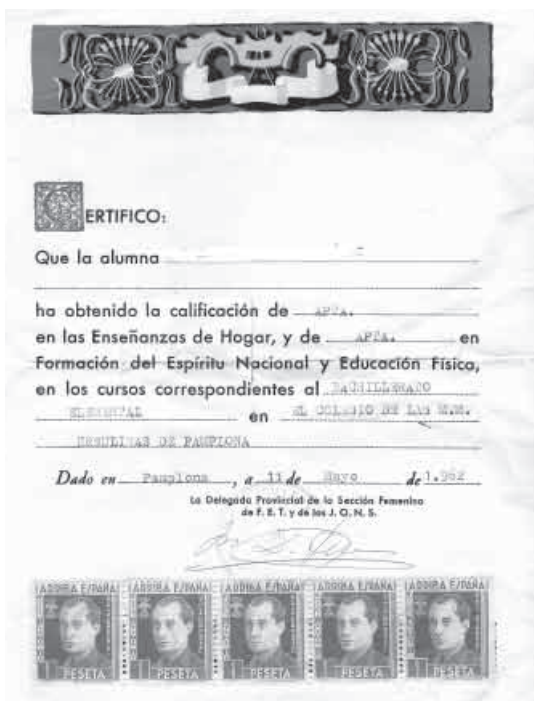 CERTIFICO:
Que la alumna
ha obtenido la calificación de APTA.
en las Enseñanzas de Hogar, y de APTA. en
Formación del Espíritu Nacional y Educación Física,
en los cursos correspondientes al BACHILLERATO
ELEMENTAL en EL COLEGIO DE LAS M.M.
URSULINAS DE PAMPLONA
Dado en Pamplona, a 11 de Mayo de 1.962
La Delegada Provincial de la Sección Femenina
de F. E. T. y de las J. O. N. S.
¡ARRIBA ESPAÑA! ¡ARRIBA ESPAÑA! ¡ARRIBA ESPAÑA! ¡ARRIBA ESPAÑA! ¡ARRIBA ESPAÑA!
1 PESETA 1 PESETA 1 PESETA 1 PESETA 1 PESETA